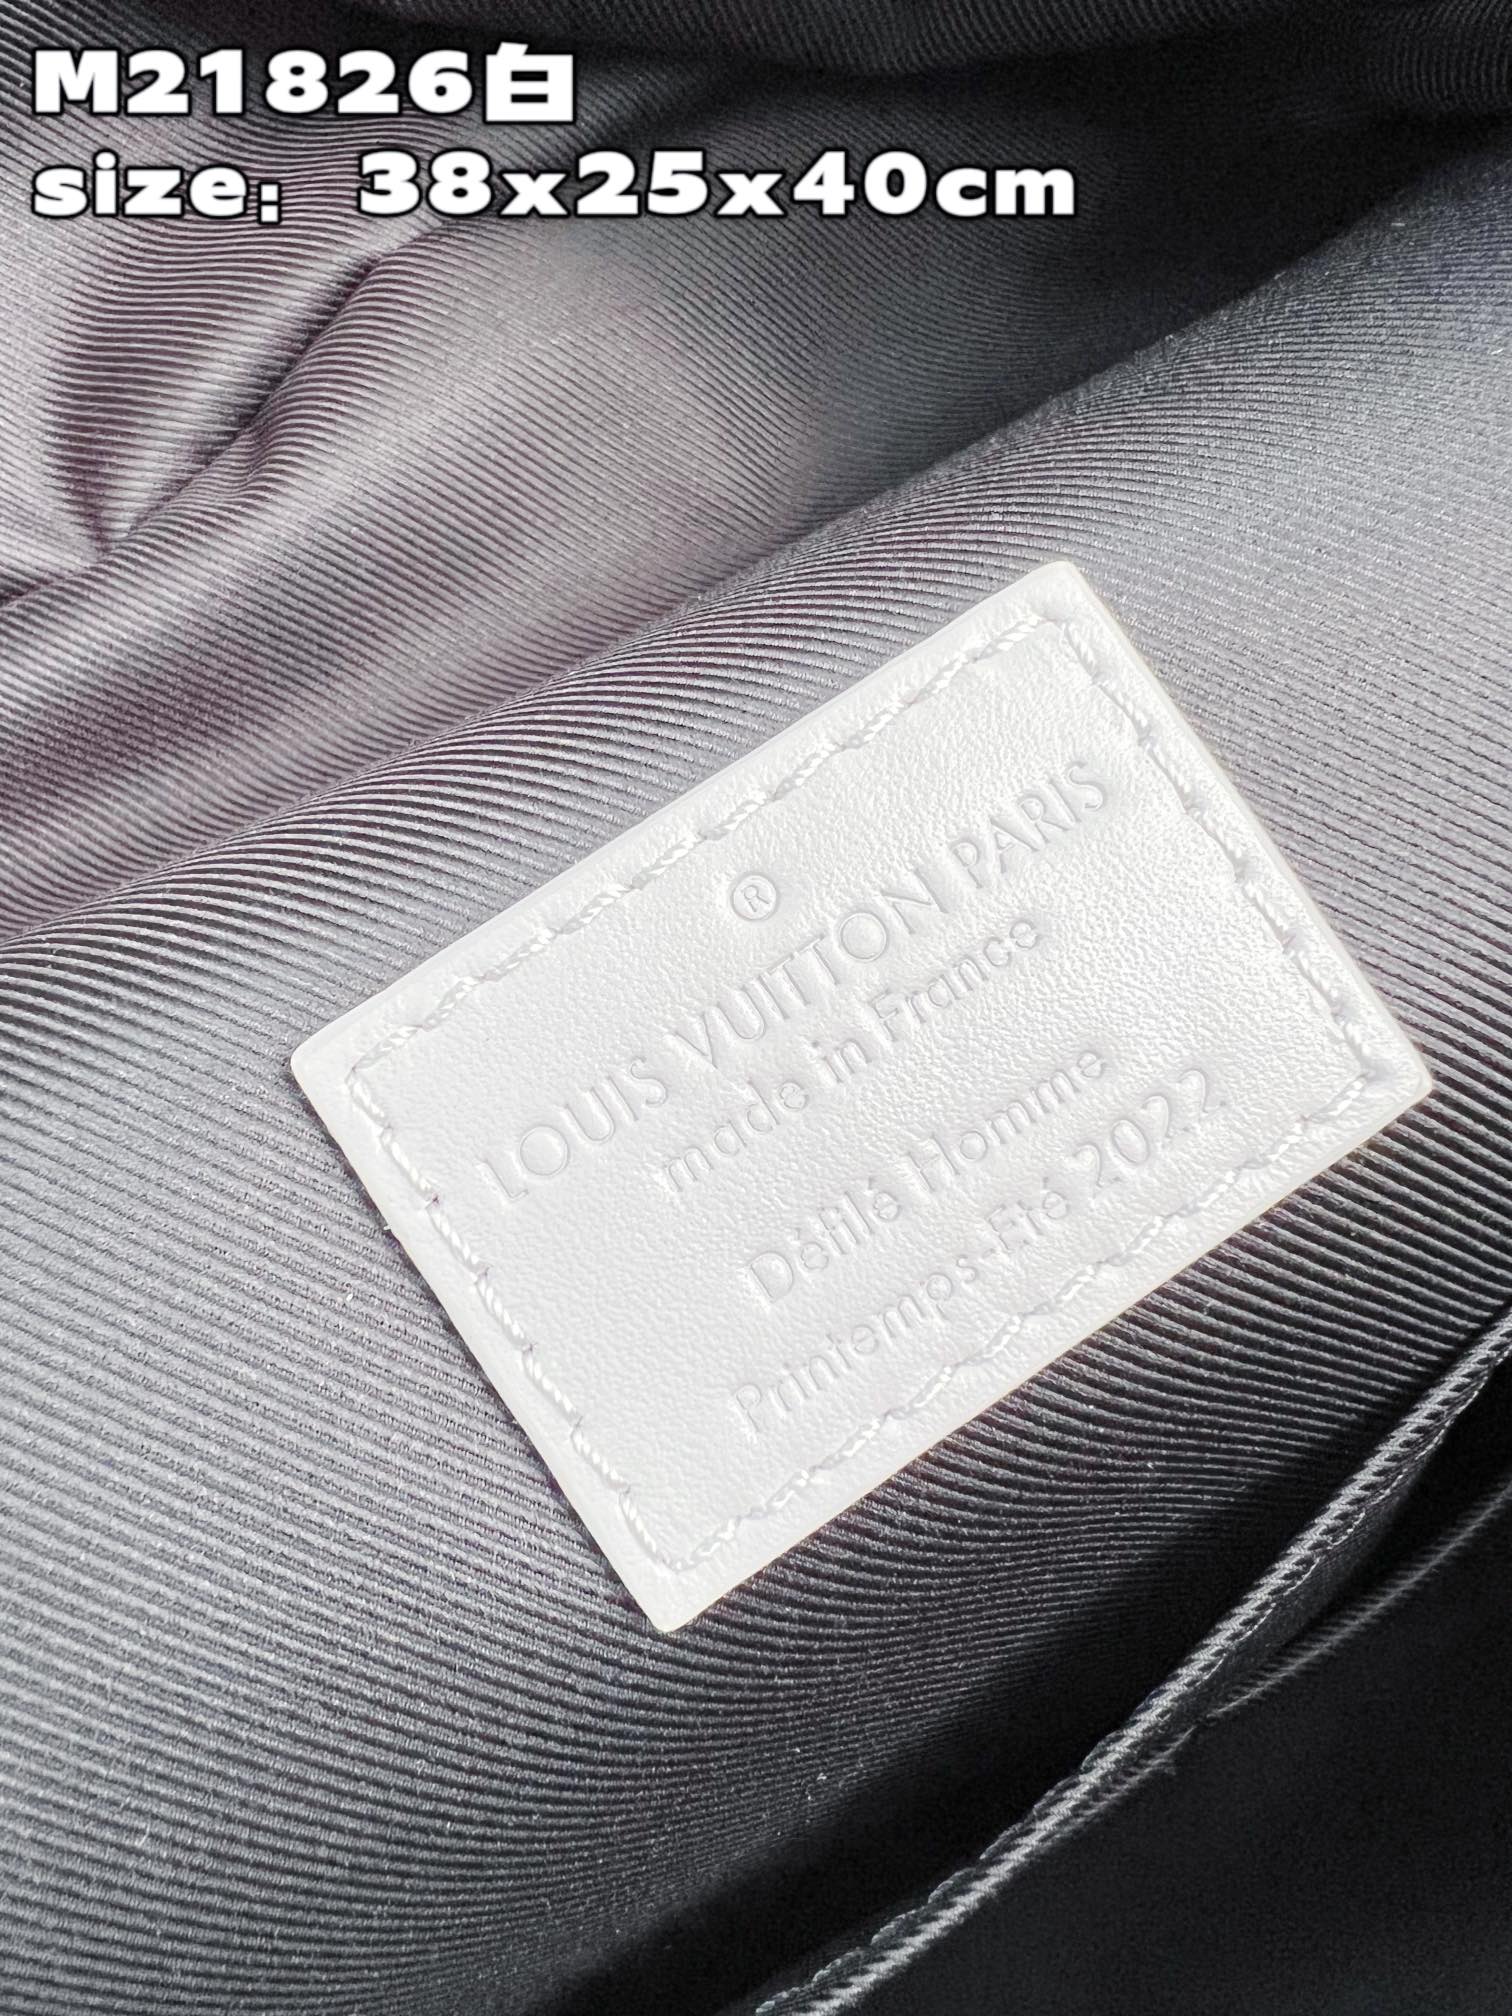 M21826白
size：38x25x40cm
®
LOUIS VUITTON PARIS
made in France
Défilé Homme
Printemps-Eté 2022